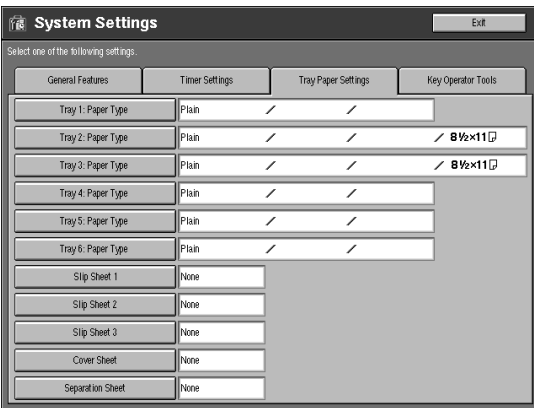 System Settings Exit
Select one of the following settings.
General Features Timer Settings Tray Paper Settings Key Operator Tools
Tray 1: Paper Type Plain / /
Tray 2: Paper Type Plain / / / 8½×11
Tray 3: Paper Type Plain / / / 8½×11
Tray 4: Paper Type Plain / /
Tray 5: Paper Type Plain / /
Tray 6: Paper Type Plain / /
Slip Sheet 1 None
Slip Sheet 2 None
Slip Sheet 3 None
Cover Sheet None
Separation Sheet None